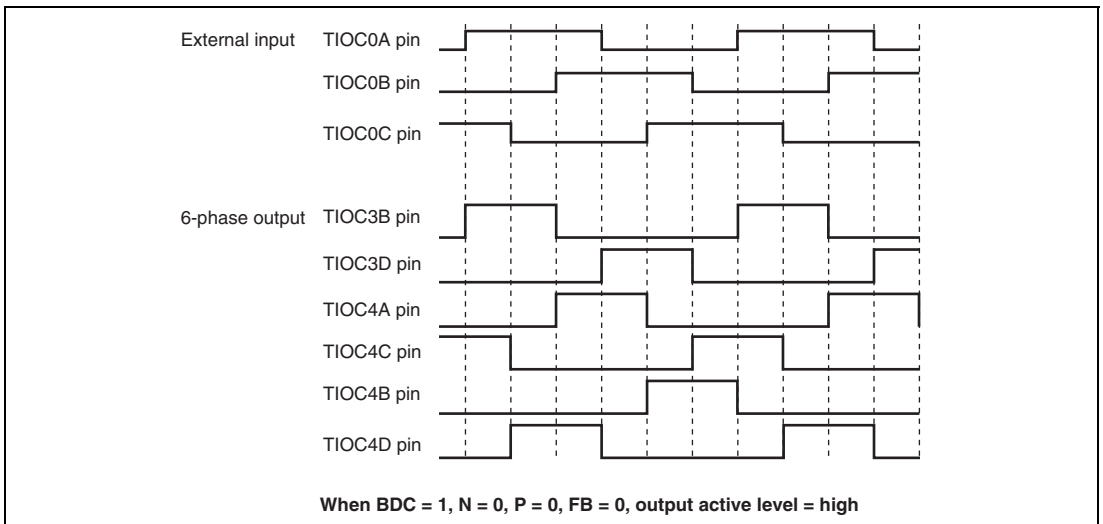 External input TIOC0A pin
TIOC0B pin
TIOC0C pin
6-phase output TIOC3B pin
TIOC3D pin
TIOC4A pin
TIOC4C pin
TIOC4B pin
TIOC4D pin
When BDC = 1, N = 0, P = 0, FB = 0, output active level = high